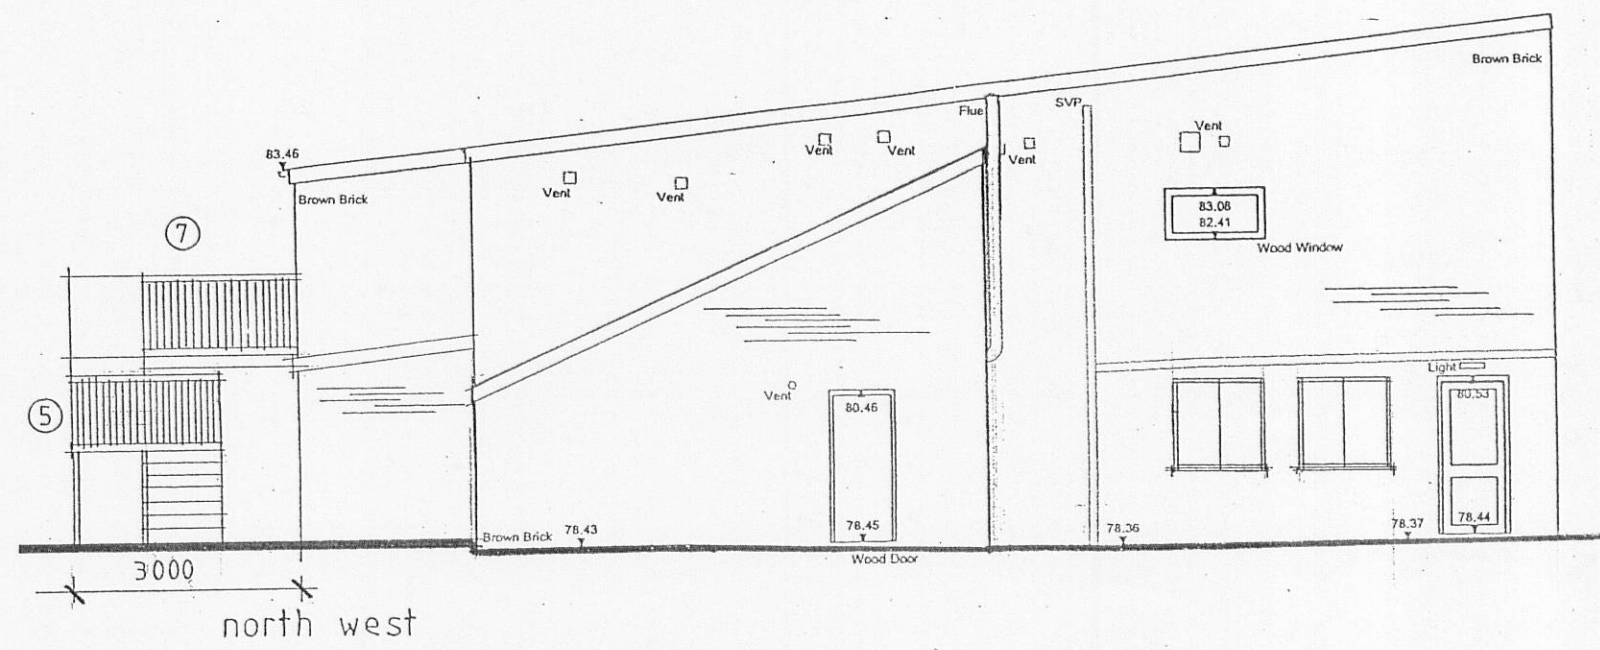 Brown Brick
SVP
Flue
Vent
83.46
Vent
Vent
Vent
Vent
Vent
Brown Brick
83.08
82.41
Wood Window
7
Light
80.53
Vent
80.46
5
78.43
78.45
78.36
78.37
78.44
Brown Brick
Wood Door
3000
north west